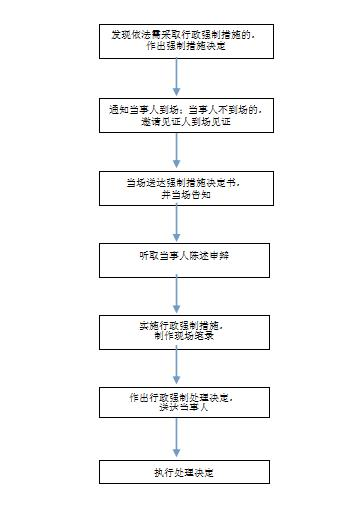 发现依法需采取行政强制措施的，
作出强制措施决定
通知当事人到场；当事人不到场的，
邀请见证人到场见证
当场送达强制措施决定书，
并当场告知
听取当事人陈述申辩
实施行政强制措施，
制作现场笔录
作出行政强制处理决定，
送达当事人
执行处理决定